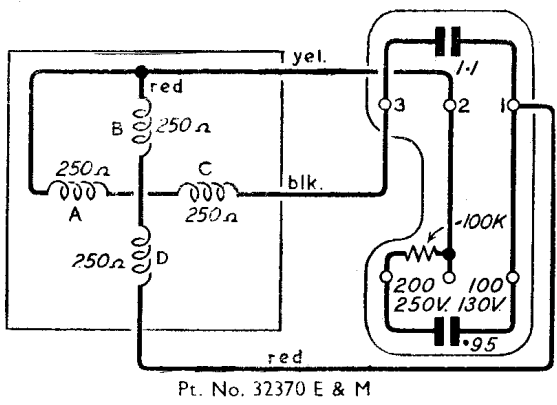 yel.
1·1
red
3
2
1
B
250Ω
250Ω
C
A
250Ω
blk.
·100K
250Ω
D
200
100
250V.
130V.
·95
red
Pt. No. 32370 E & M